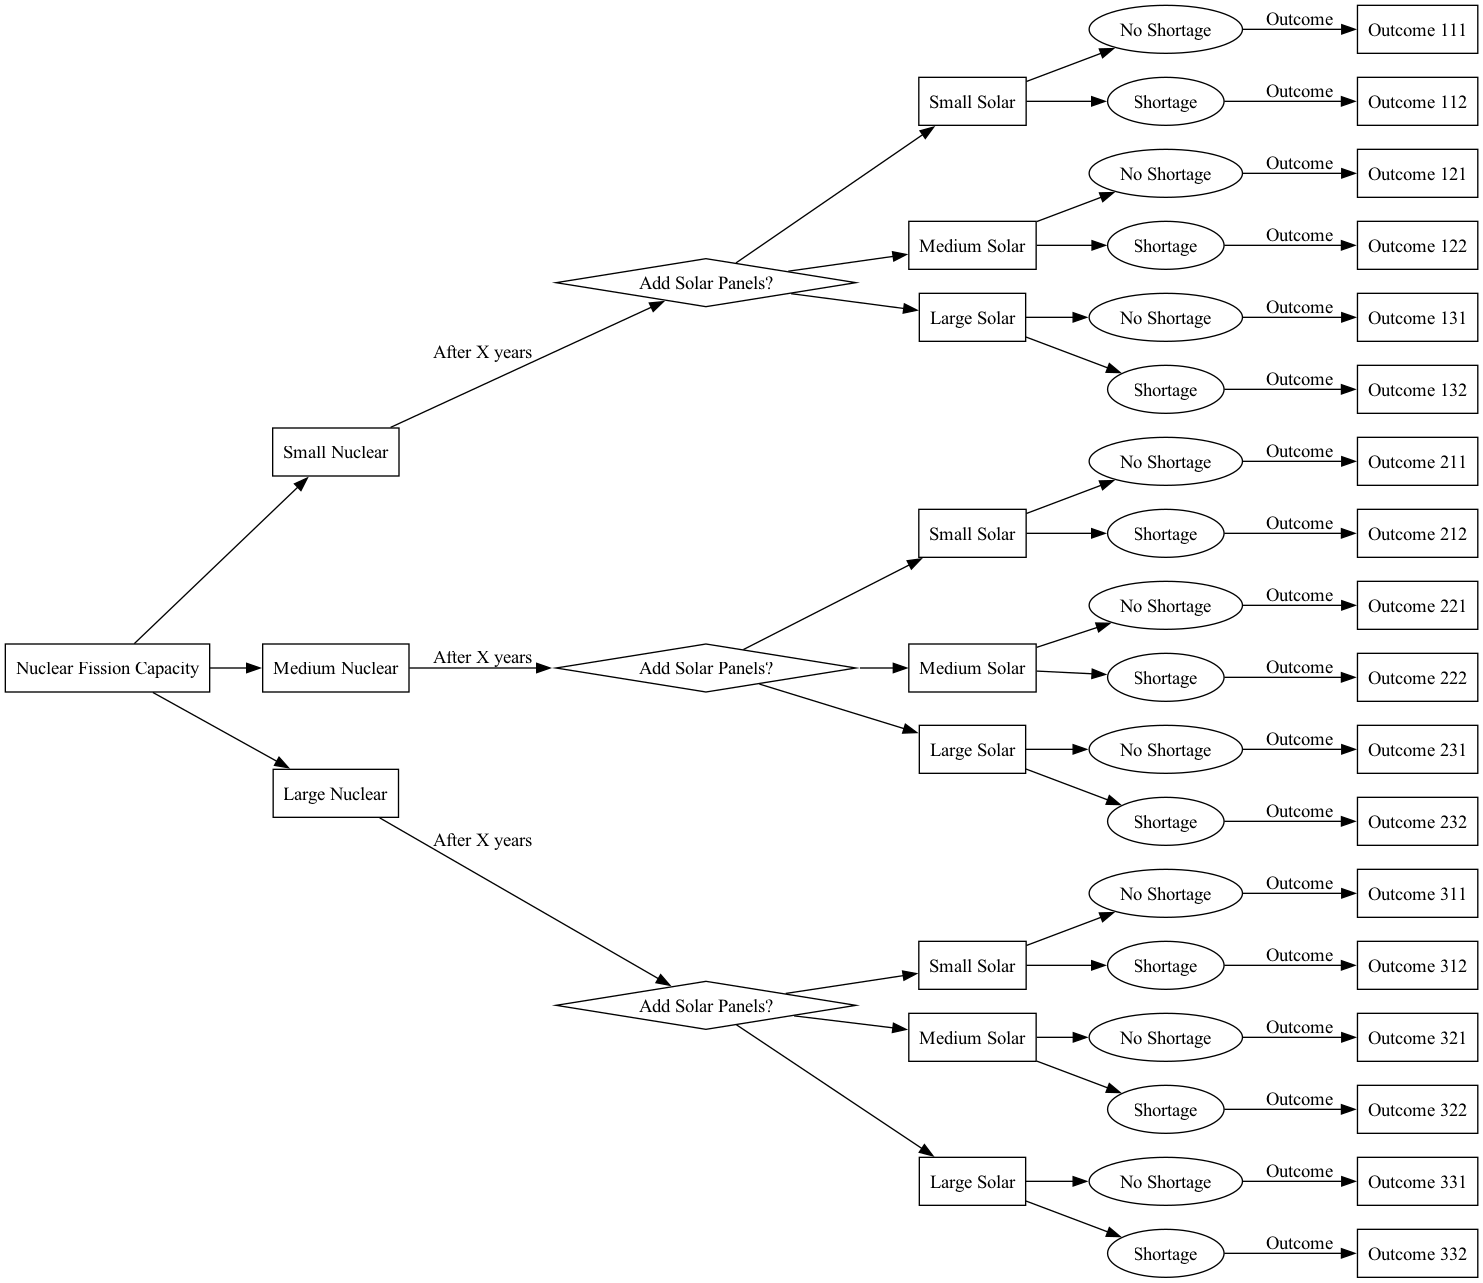 No Shortage
Outcome
Outcome 111
Small Solar
Shortage
Outcome
Outcome 112
No Shortage
Outcome
Outcome 121
Medium Solar
Shortage
Outcome
Outcome 122
Add Solar Panels?
Large Solar
No Shortage
Outcome
Outcome 131
After X years
Shortage
Outcome
Outcome 132
Small Nuclear
No Shortage
Outcome
Outcome 211
Small Solar
Shortage
Outcome
Outcome 212
No Shortage
Outcome
Outcome 221
Nuclear Fission Capacity
Medium Nuclear
After X years
Add Solar Panels?
Medium Solar
Shortage
Outcome
Outcome 222
Large Solar
No Shortage
Outcome
Outcome 231
Large Nuclear
Shortage
Outcome
Outcome 232
After X years
No Shortage
Outcome
Outcome 311
Small Solar
Shortage
Outcome
Outcome 312
Add Solar Panels?
Medium Solar
No Shortage
Outcome
Outcome 321
Shortage
Outcome
Outcome 322
Large Solar
No Shortage
Outcome
Outcome 331
Shortage
Outcome
Outcome 332